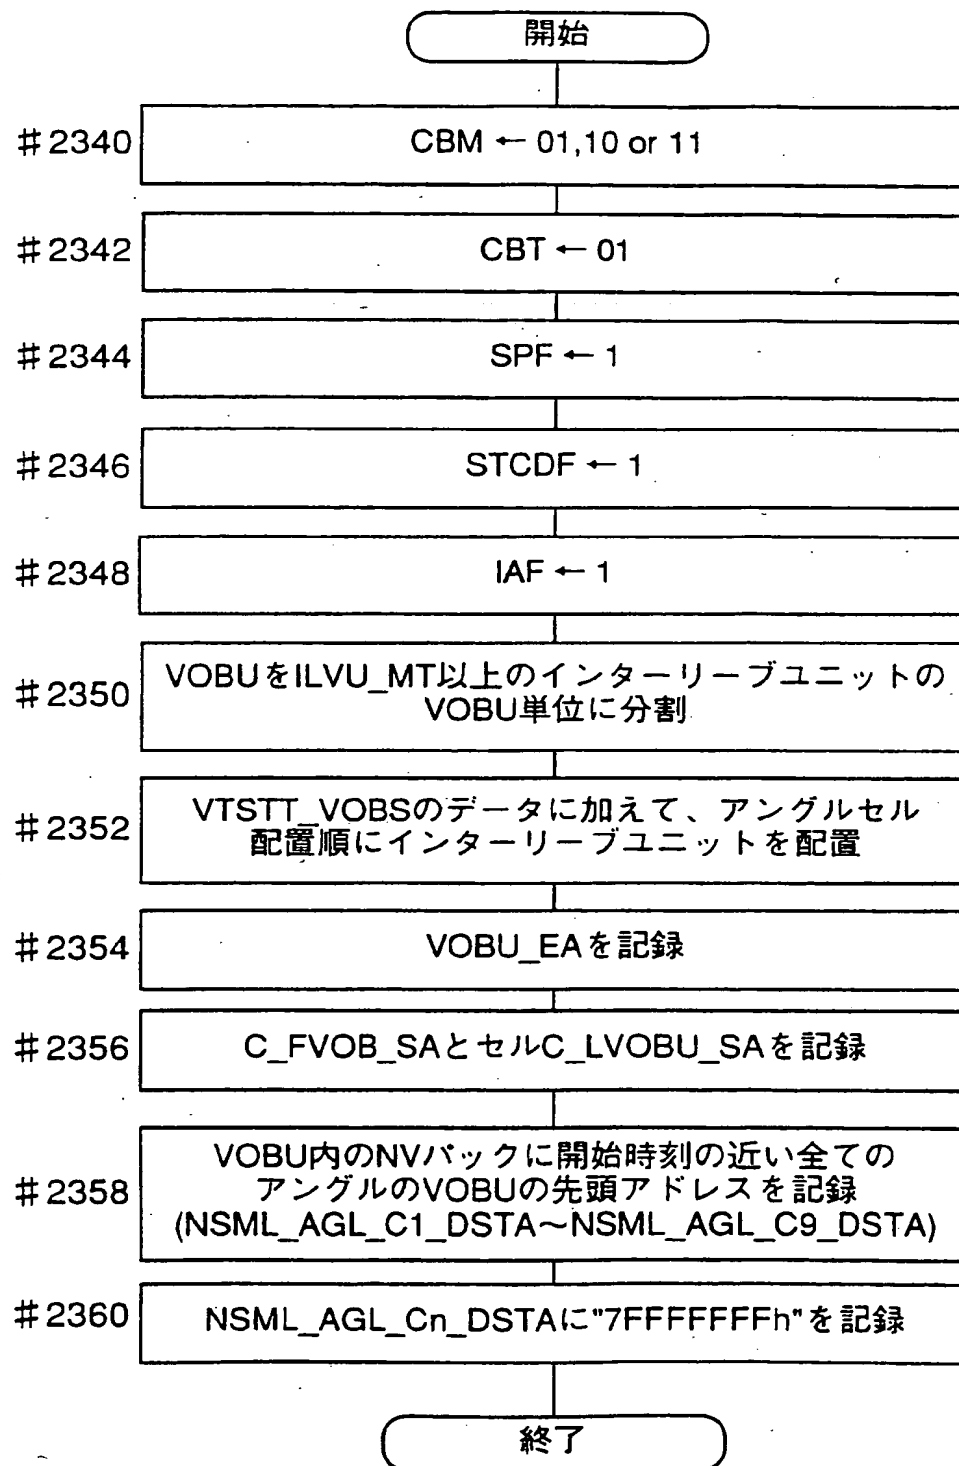 開始
#2340 CBM ← 01,10 or 11
#2342 CBT ← 01
#2344 SPF ← 1
#2346 STCDF ← 1
#2348 IAF ← 1
#2350 VOBUをILVU_MT以上のインターリーブユニットの
VOBU単位に分割
#2352 VTSTT_VOBSのデータに加えて、アングルセル
配置順にインターリーブユニットを配置
#2354 VOBU_EAを記録
#2356 C_FVOB_SAとセルC_LVOBU_SAを記録
#2358 VOBU内のNVパックに開始時刻の近い全ての
アングルのVOBUの先頭アドレスを記録
(NSML_AGL_C1_DSTA～NSML_AGL_C9_DSTA)
#2360 NSML_AGL_Cn_DSTAに"7FFFFFFFh"を記録
終了